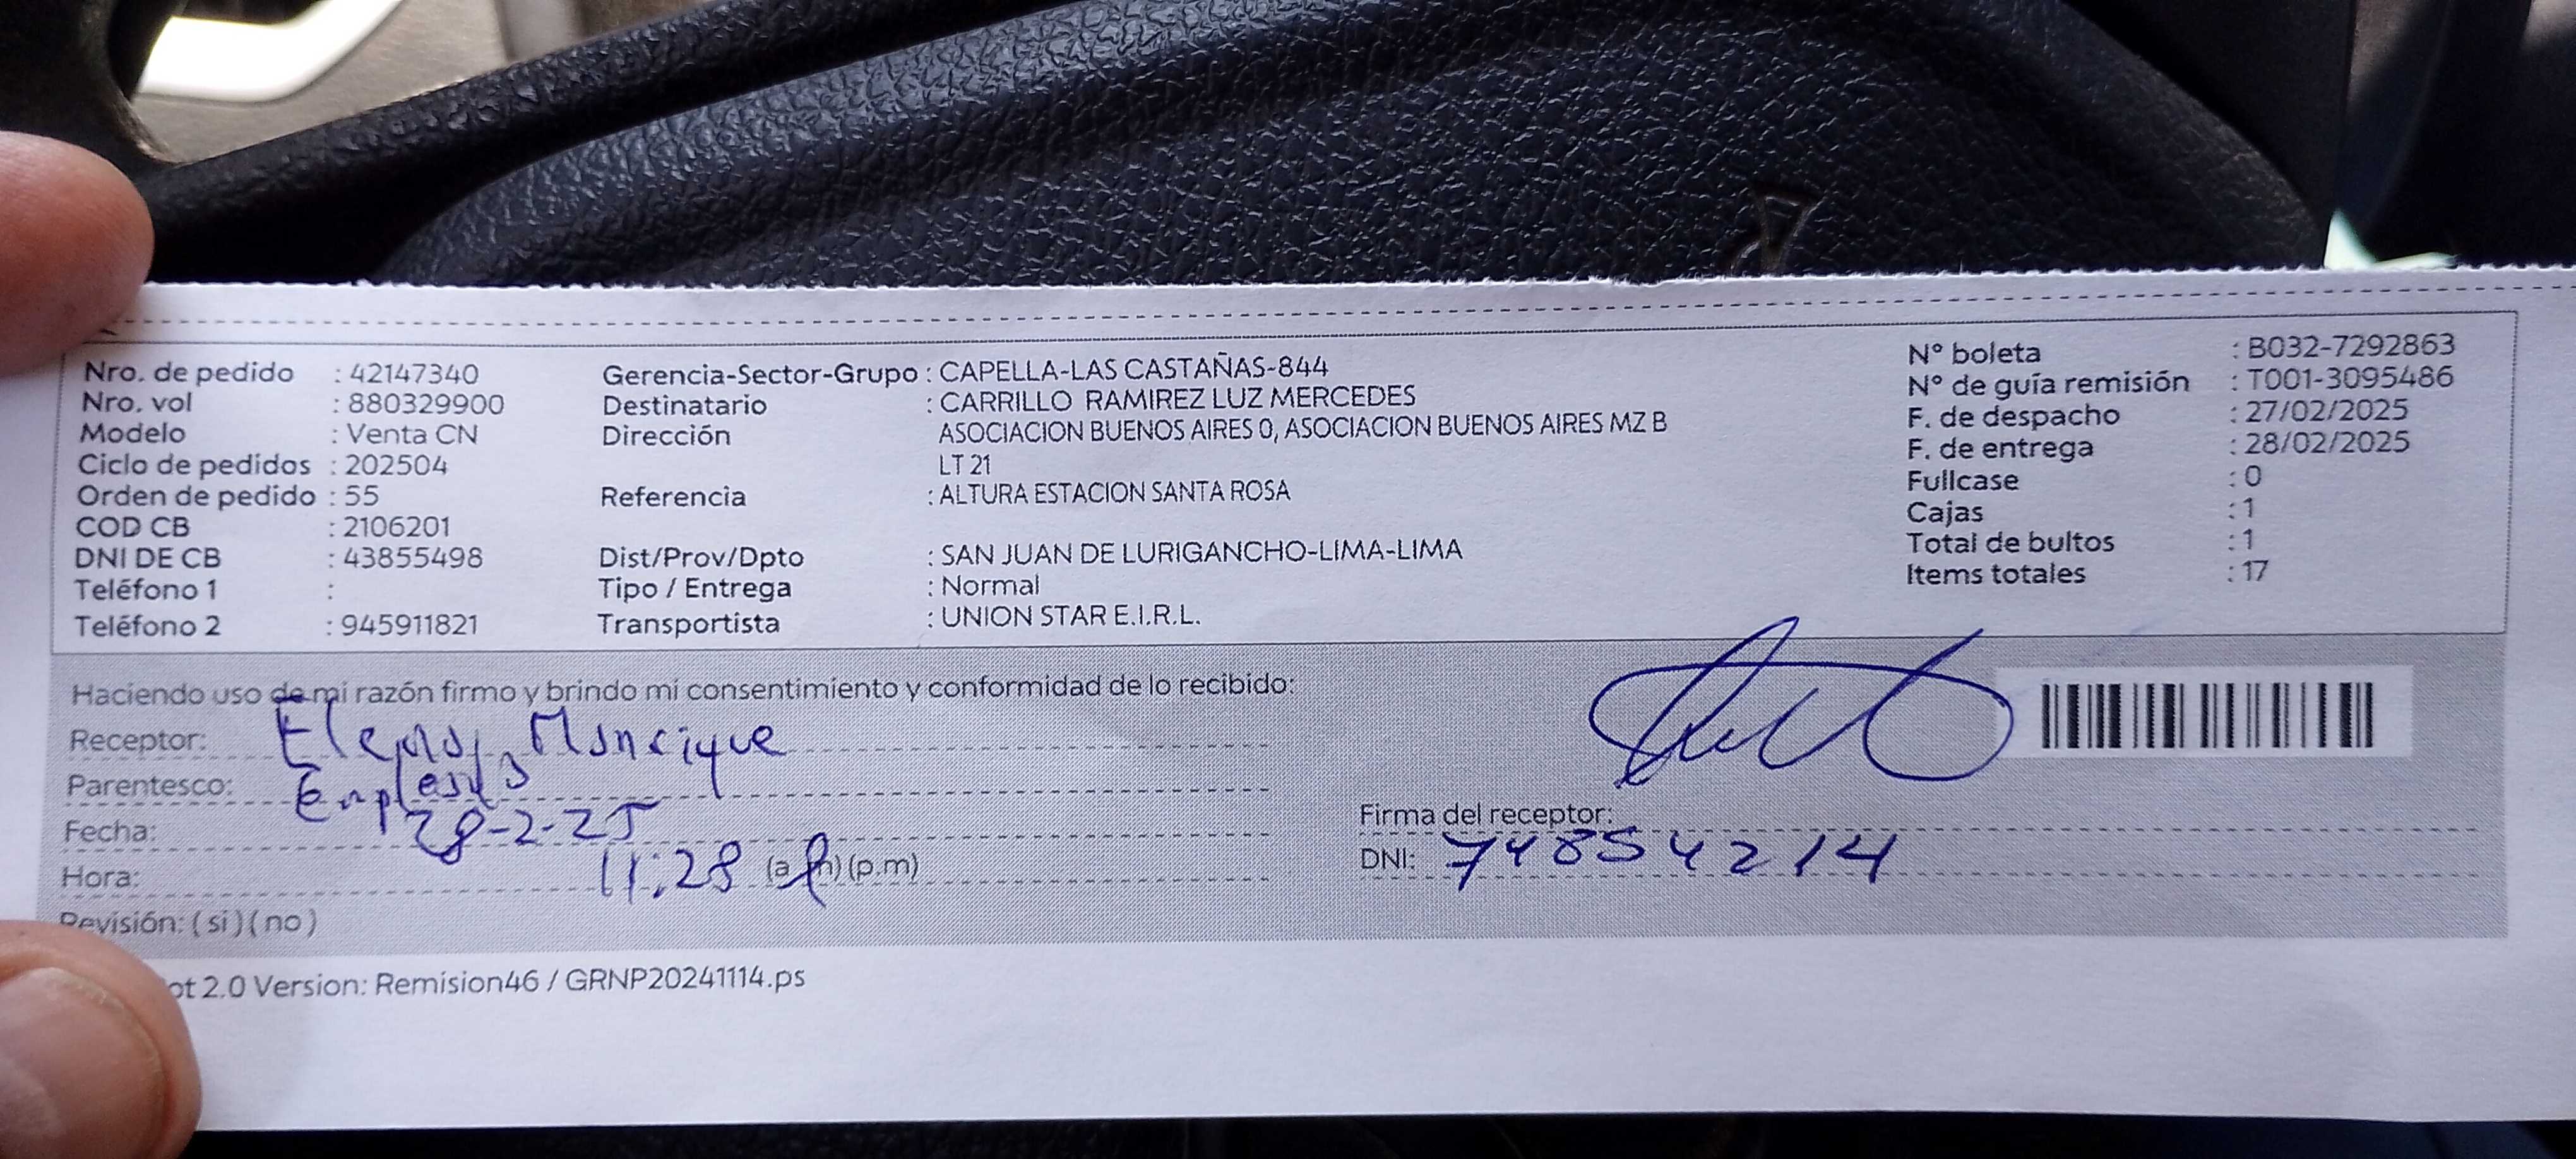 Nro. de pedido : 42147340
Nro. vol : 880329900
Modelo : Venta CN
Ciclo de pedidos : 202504
Orden de pedido : 55
COD CB : 2106201
DNI DE CB : 43855498
Teléfono 1 :
Teléfono 2 : 945911821
Gerencia-Sector-Grupo : CAPELLA-LAS CASTAÑAS-844
Destinatario : CARRILLO RAMIREZ LUZ MERCEDES
Dirección ASOCIACION BUENOS AIRES 0, ASOCIACION BUENOS AIRES MZ B
LT 21
Referencia : ALTURA ESTACION SANTA ROSA
Dist/Prov/Dpto : SAN JUAN DE LURIGANCHO-LIMA-LIMA
Tipo / Entrega : Normal
Transportista : UNION STAR E.I.R.L.
N° boleta : B032-7292863
N° de guía remisión : T001-3095486
F. de despacho : 27/02/2025
F. de entrega : 28/02/2025
Fullcase : 0
Cajas : 1
Total de bultos : 1
Items totales : 17
Haciendo uso de mi razón firmo y brindo mi consentimiento y conformidad de lo recibido:
Receptor: Manrique
Parentesco:
Fecha: 28-2-25
Hora: 11:28 (a.m) (p.m)
Revisión: ( si ) ( no )
Firma del receptor:
DNI: 74854214
ot 2.0 Version: Remision46 / GRNP20241114.ps